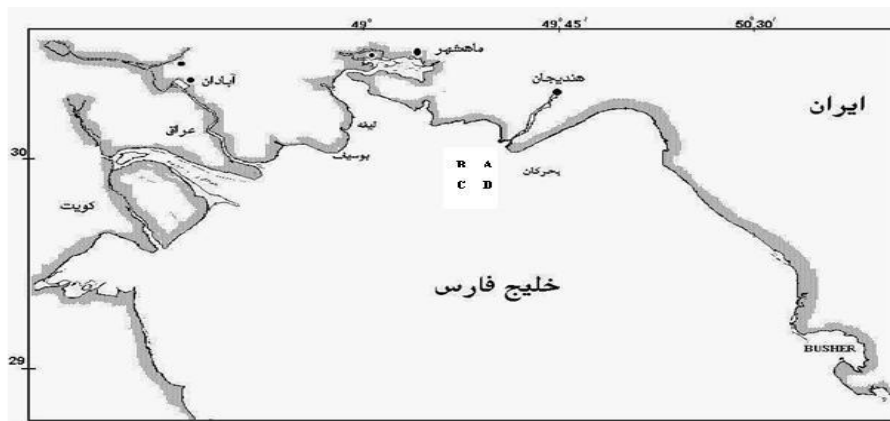 49° 49°45′ 50°30′
ماهشهر
آبادان
هندیجان
ایران
لیفه
عراق
بوسیف
30
B A
بحرکان
C D
کویت
خلیج فارس
BUSHER
29